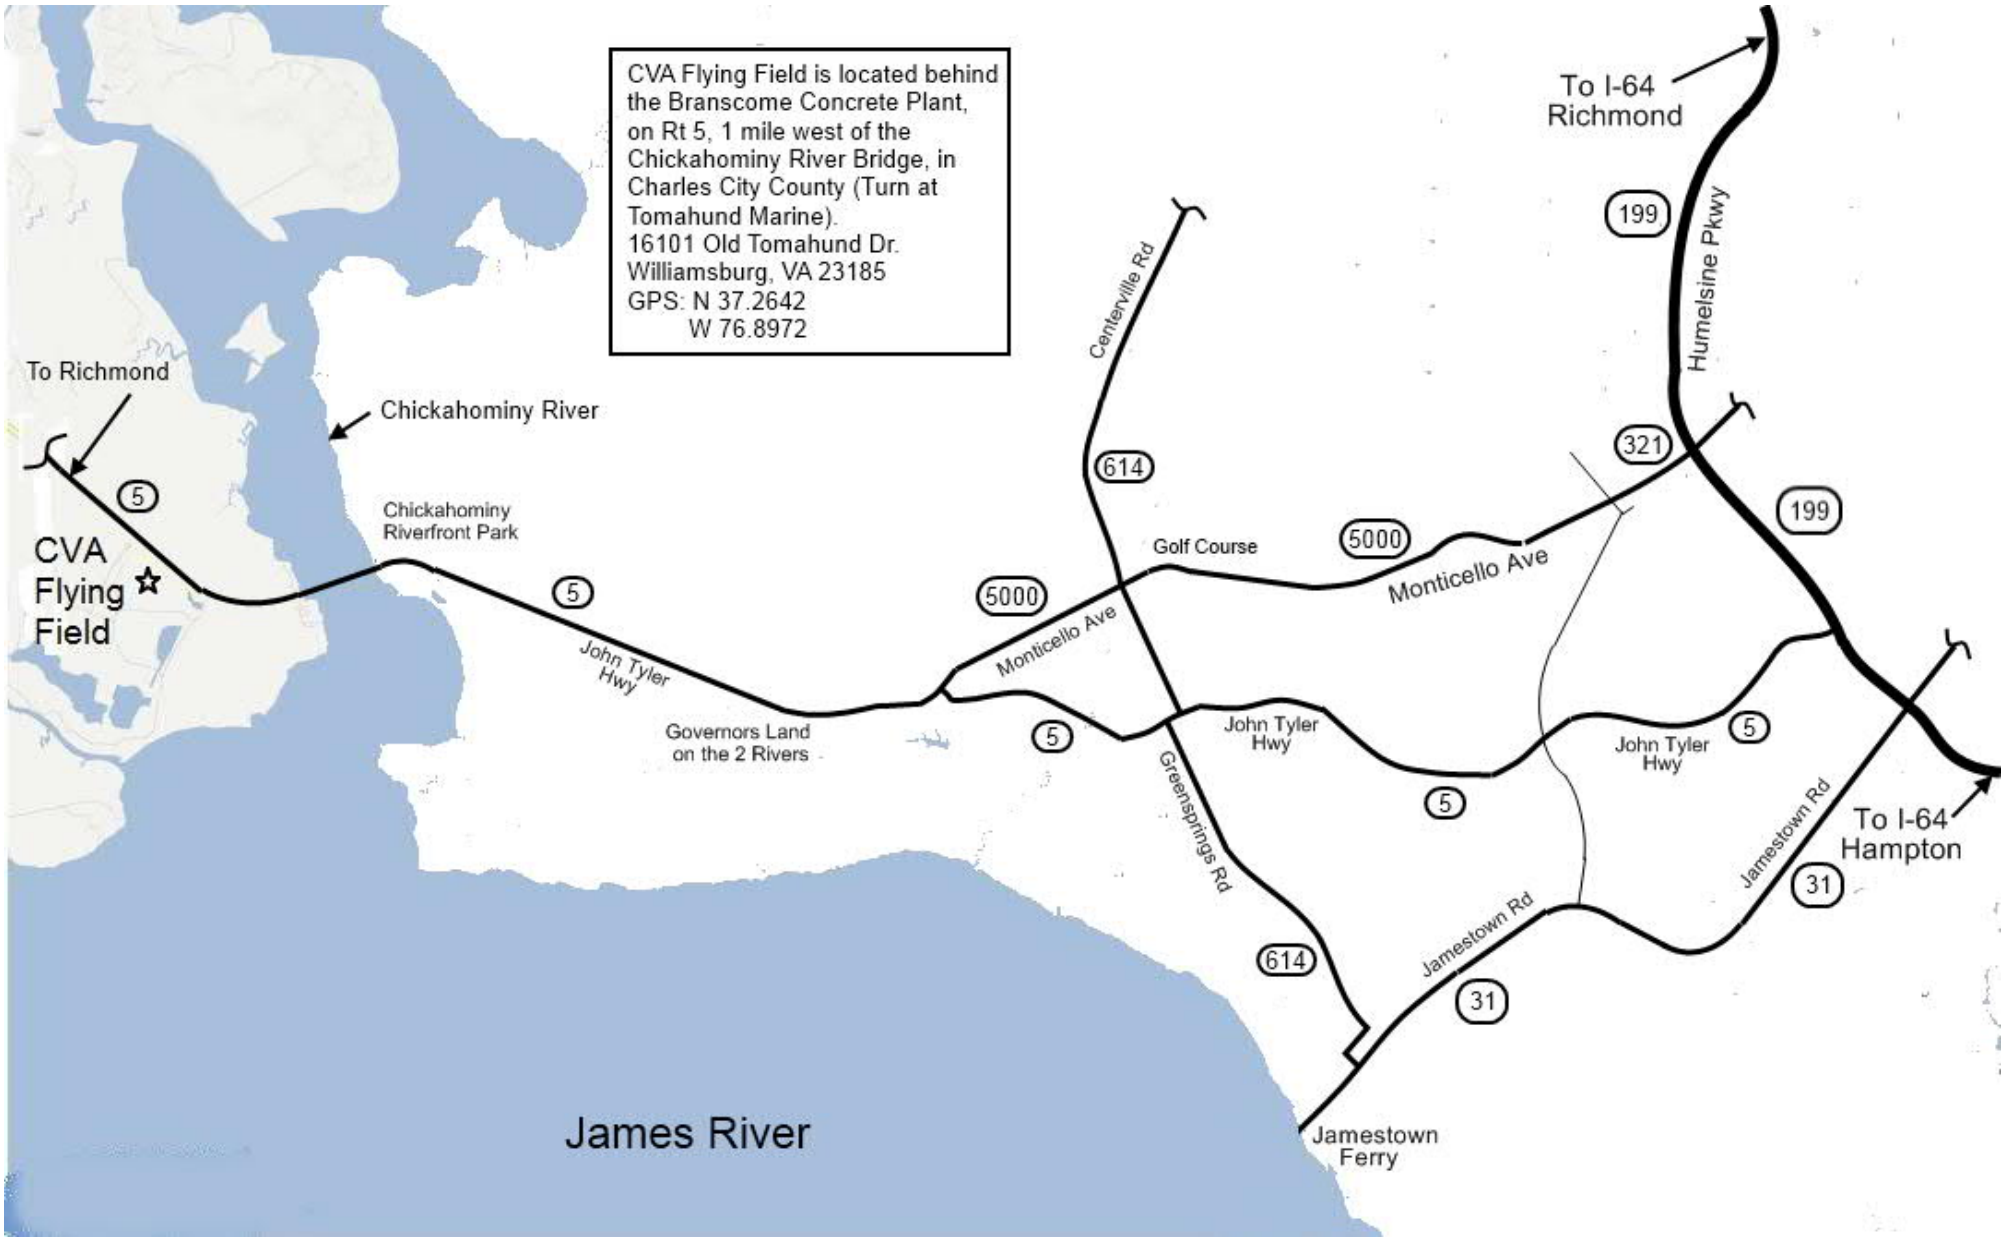 CVA Flying Field is located behind
the Branscome Concrete Plant,
on Rt 5, 1 mile west of the
Chickahominy River Bridge, in
Charles City County (Turn at
Tomahund Marine).
16101 Old Tomahund Dr.
Williamsburg, VA 23185
GPS: N 37.2642
W 76.8972
To I-64
Richmond
199
Humelsine Pkwy
Centerville Rd
To Richmond
Chickahominy River
321
614
5
Chickahominy
Riverfront Park
199
CVA
Flying
Field
Golf Course
5000
Monticello Ave
5
5000
Monticello Ave
John Tyler
Hwy
Governors Land
on the 2 Rivers
5
John Tyler
Hwy
5
John Tyler
Hwy
5
Greensprings Rd
Jamestown Rd
To I-64
Hampton
31
Jamestown Rd
614
31
James River
Jamestown
Ferry